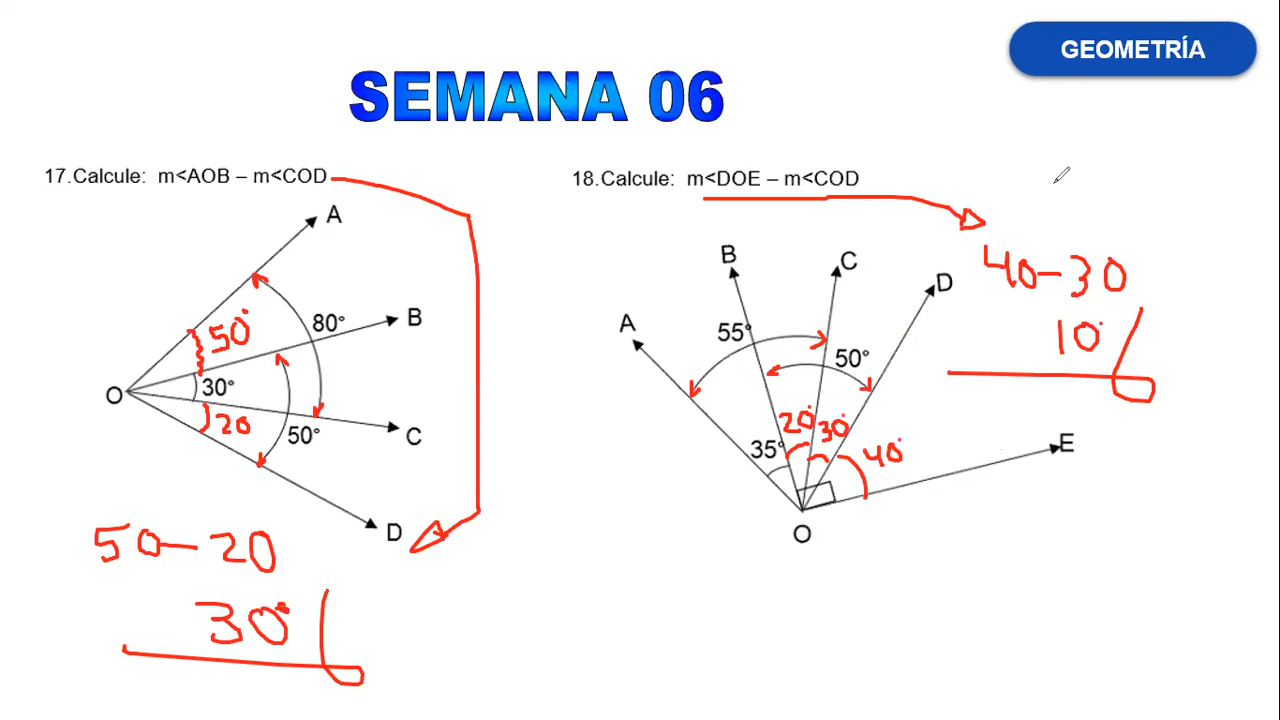 GEOMETRÍA
SEMANA 06
17.Calcule: m<AOB – m<COD
A
80°
B
50°
O
30°
20
50°
C
D
50-20
30°
18.Calcule: m<DOE – m<COD
B
C
D
A
55°
50°
20°
30°
35°
40°
E
O
40-30
10°